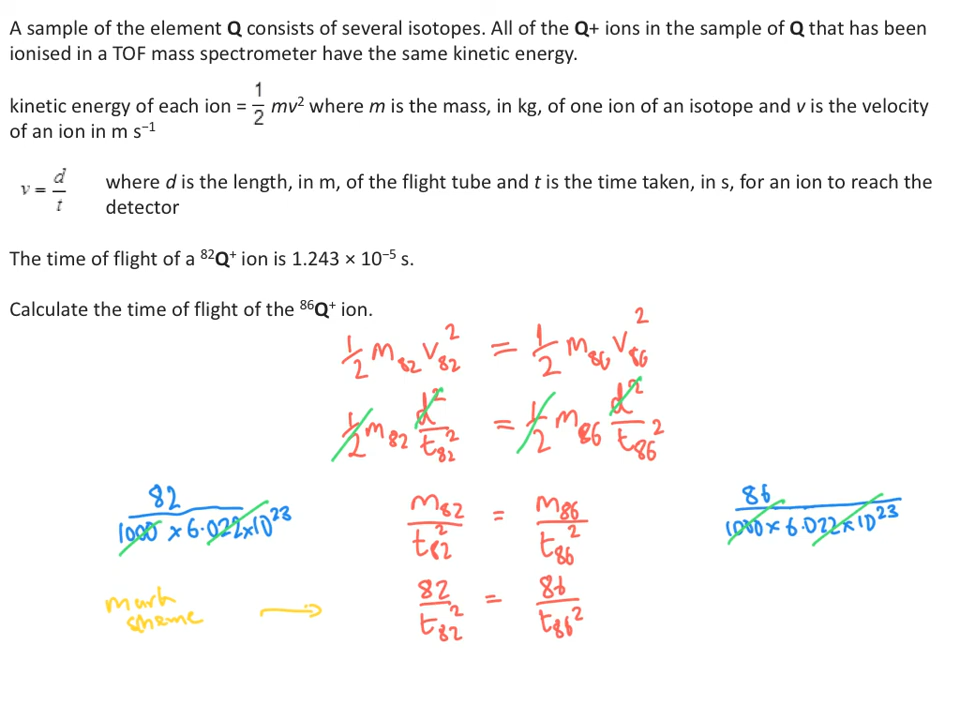 A sample of the element Q consists of several isotopes. All of the Q+ ions in the sample of Q that has been
ionised in a TOF mass spectrometer have the same kinetic energy.
kinetic energy of each ion = 1/2 mv² where m is the mass, in kg, of one ion of an isotope and v is the velocity
of an ion in m s⁻¹
v = d/t where d is the length, in m, of the flight tube and t is the time taken, in s, for an ion to reach the
detector
The time of flight of a ⁸²Q⁺ ion is 1.243 × 10⁻⁵ s.
Calculate the time of flight of the ⁸⁶Q⁺ ion.
1/2 m₈₂ v₈₂² = 1/2 m₈₆ v₈₆²
1/2 m₈₂ d²/t₈₂² = 1/2 m₈₆ d²/t₈₆²
82/(1000 × 6.022×10²³) m₈₂/t₈₂² = m₈₆/t₈₆² 86/(1000 × 6.022×10²³)
mark scheme → 82/t₈₂² = 86/t₈₆²